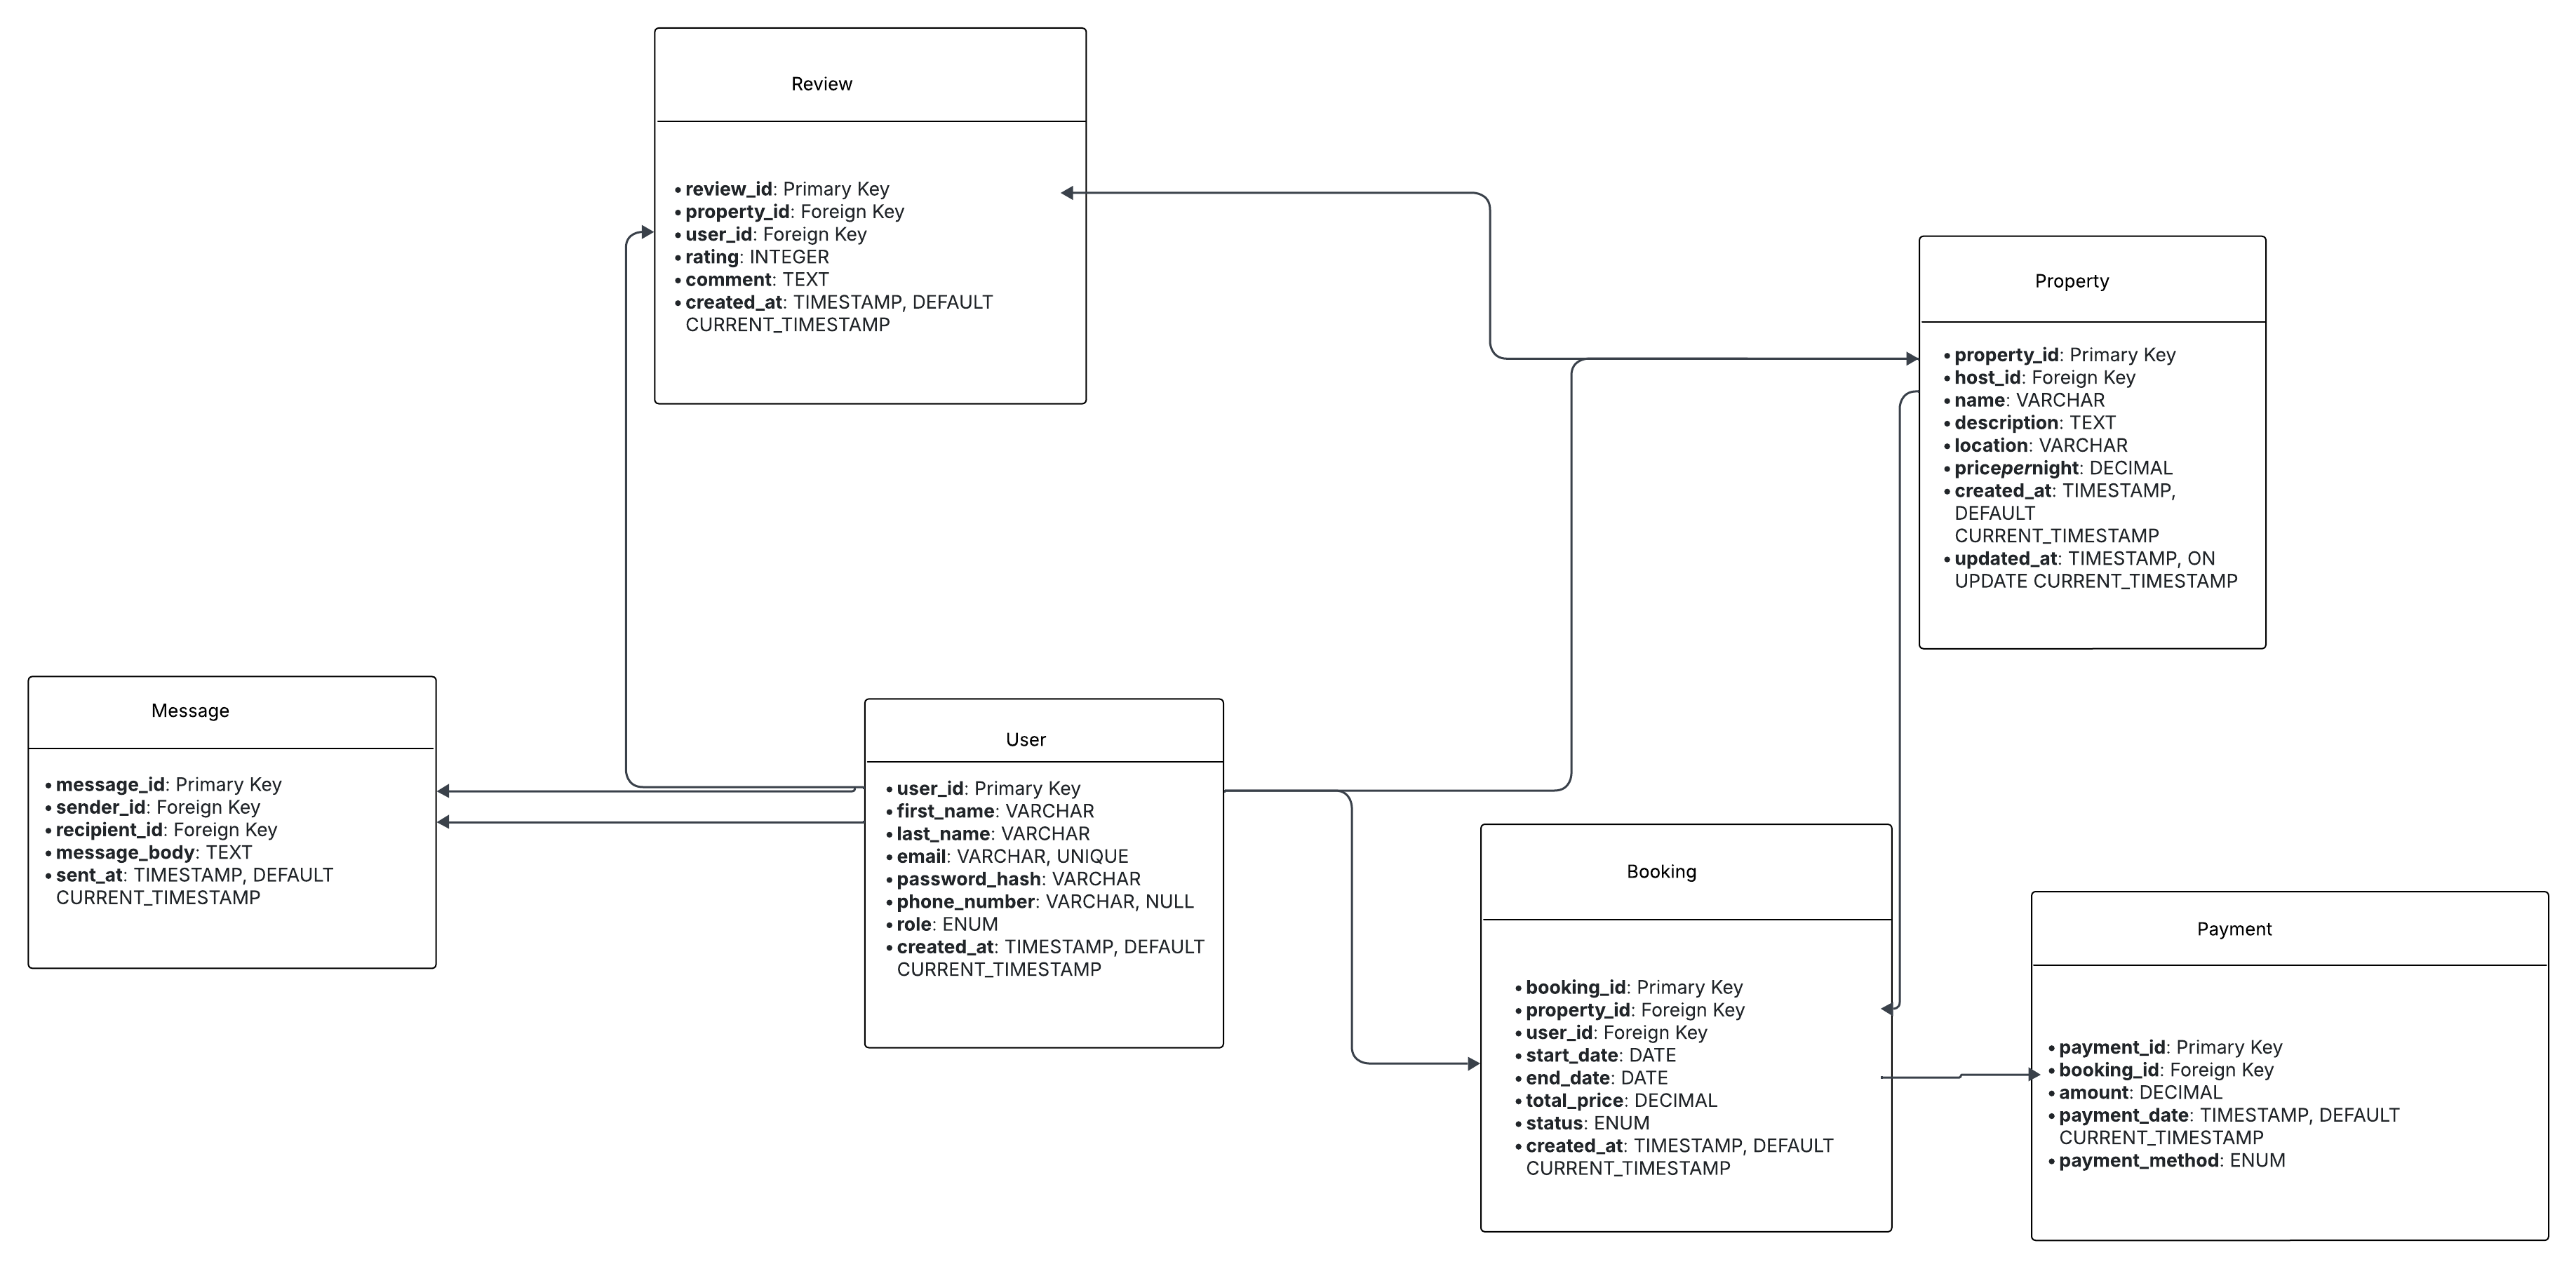 Review
• review_id: Primary Key
• property_id: Foreign Key
• user_id: Foreign Key
• rating: INTEGER
• comment: TEXT
• created_at: TIMESTAMP, DEFAULT
CURRENT_TIMESTAMP
Property
• property_id: Primary Key
• host_id: Foreign Key
• name: VARCHAR
• description: TEXT
• location: VARCHAR
• pricepernight: DECIMAL
• created_at: TIMESTAMP,
DEFAULT
CURRENT_TIMESTAMP
• updated_at: TIMESTAMP, ON
UPDATE CURRENT_TIMESTAMP
Message
• message_id: Primary Key
• sender_id: Foreign Key
• recipient_id: Foreign Key
• message_body: TEXT
• sent_at: TIMESTAMP, DEFAULT
CURRENT_TIMESTAMP
User
• user_id: Primary Key
• first_name: VARCHAR
• last_name: VARCHAR
• email: VARCHAR, UNIQUE
• password_hash: VARCHAR
• phone_number: VARCHAR, NULL
• role: ENUM
• created_at: TIMESTAMP, DEFAULT
CURRENT_TIMESTAMP
Booking
• booking_id: Primary Key
• property_id: Foreign Key
• user_id: Foreign Key
• start_date: DATE
• end_date: DATE
• total_price: DECIMAL
• status: ENUM
• created_at: TIMESTAMP, DEFAULT
CURRENT_TIMESTAMP
Payment
• payment_id: Primary Key
• booking_id: Foreign Key
• amount: DECIMAL
• payment_date: TIMESTAMP, DEFAULT
CURRENT_TIMESTAMP
• payment_method: ENUM